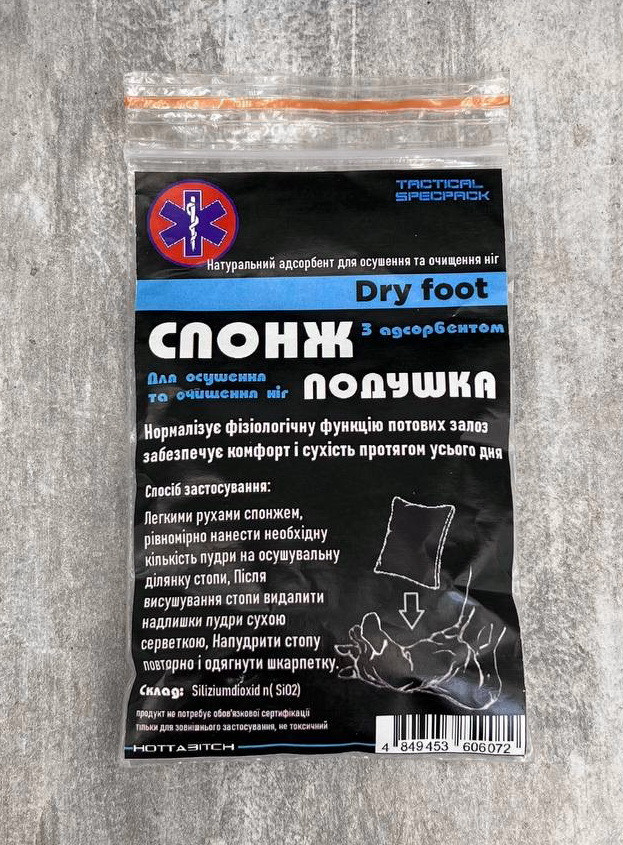 TACTICAL
SPECPACK
Натуральний адсорбент для осушення та очищення ніг
Dry foot
СПОНЖ З адсорбентом
Для осушення
та очищення ніг ПОДУШКА
Нормалізує фізіологічну функцію потових залоз
забезпечує комфорт і сухість протягом усього дня
Спосіб застосування:
Легкими рухами спонжем,
рівномірно нанести необхідну
кількість пудри на осушувальну
ділянку стопи, Після
висушування стопи видалити
надлишки пудри сухою
серветкою, Напудрити стопу
повторно і одягнути шкарпетку.
Склад: Siliziumdioxid n( SiO2)
продукт не потребує обов'язкової сертифікації
тільки для зовнішнього застосування, не токсичний
HOTTABITCH
4 849453 606072